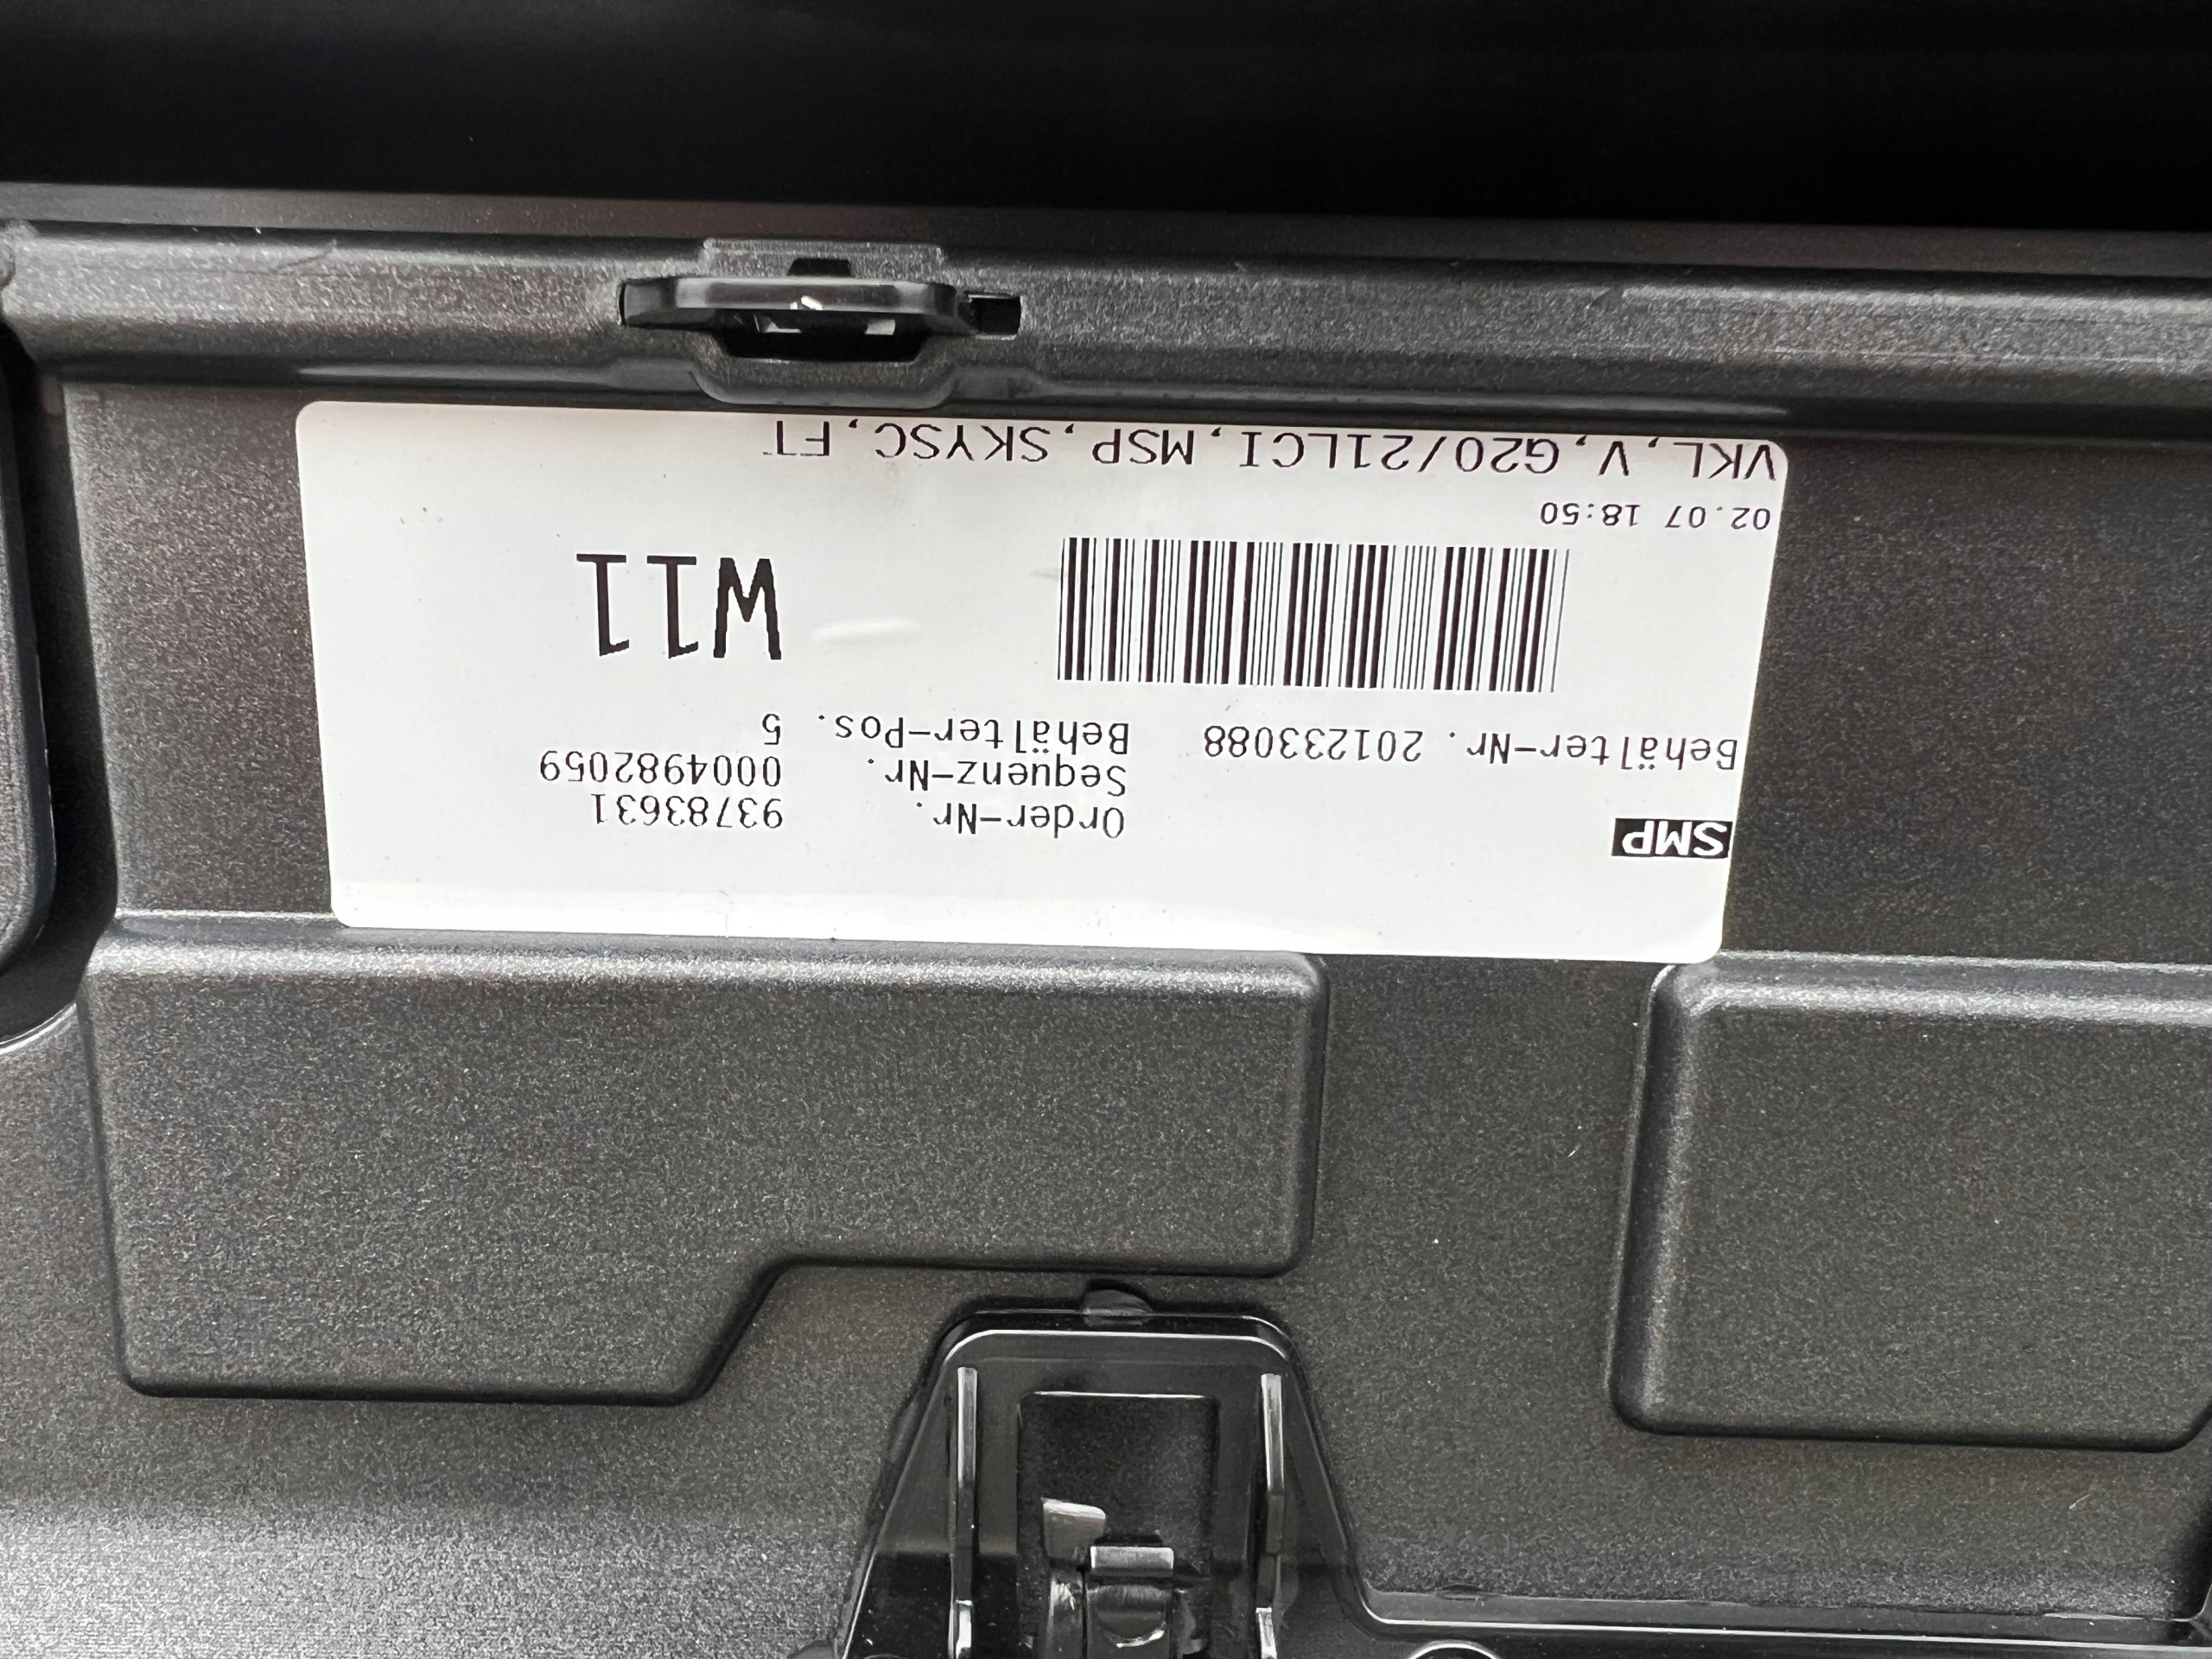 SMP
Order-Nr. 93783631
Sequenz-Nr. 0004982059
Behälter-Nr. 201233088 Behälter-Pos. 5
W11
02.07 18:50
VKL,V,G20/21LCI,MSP,SKYSC,FT